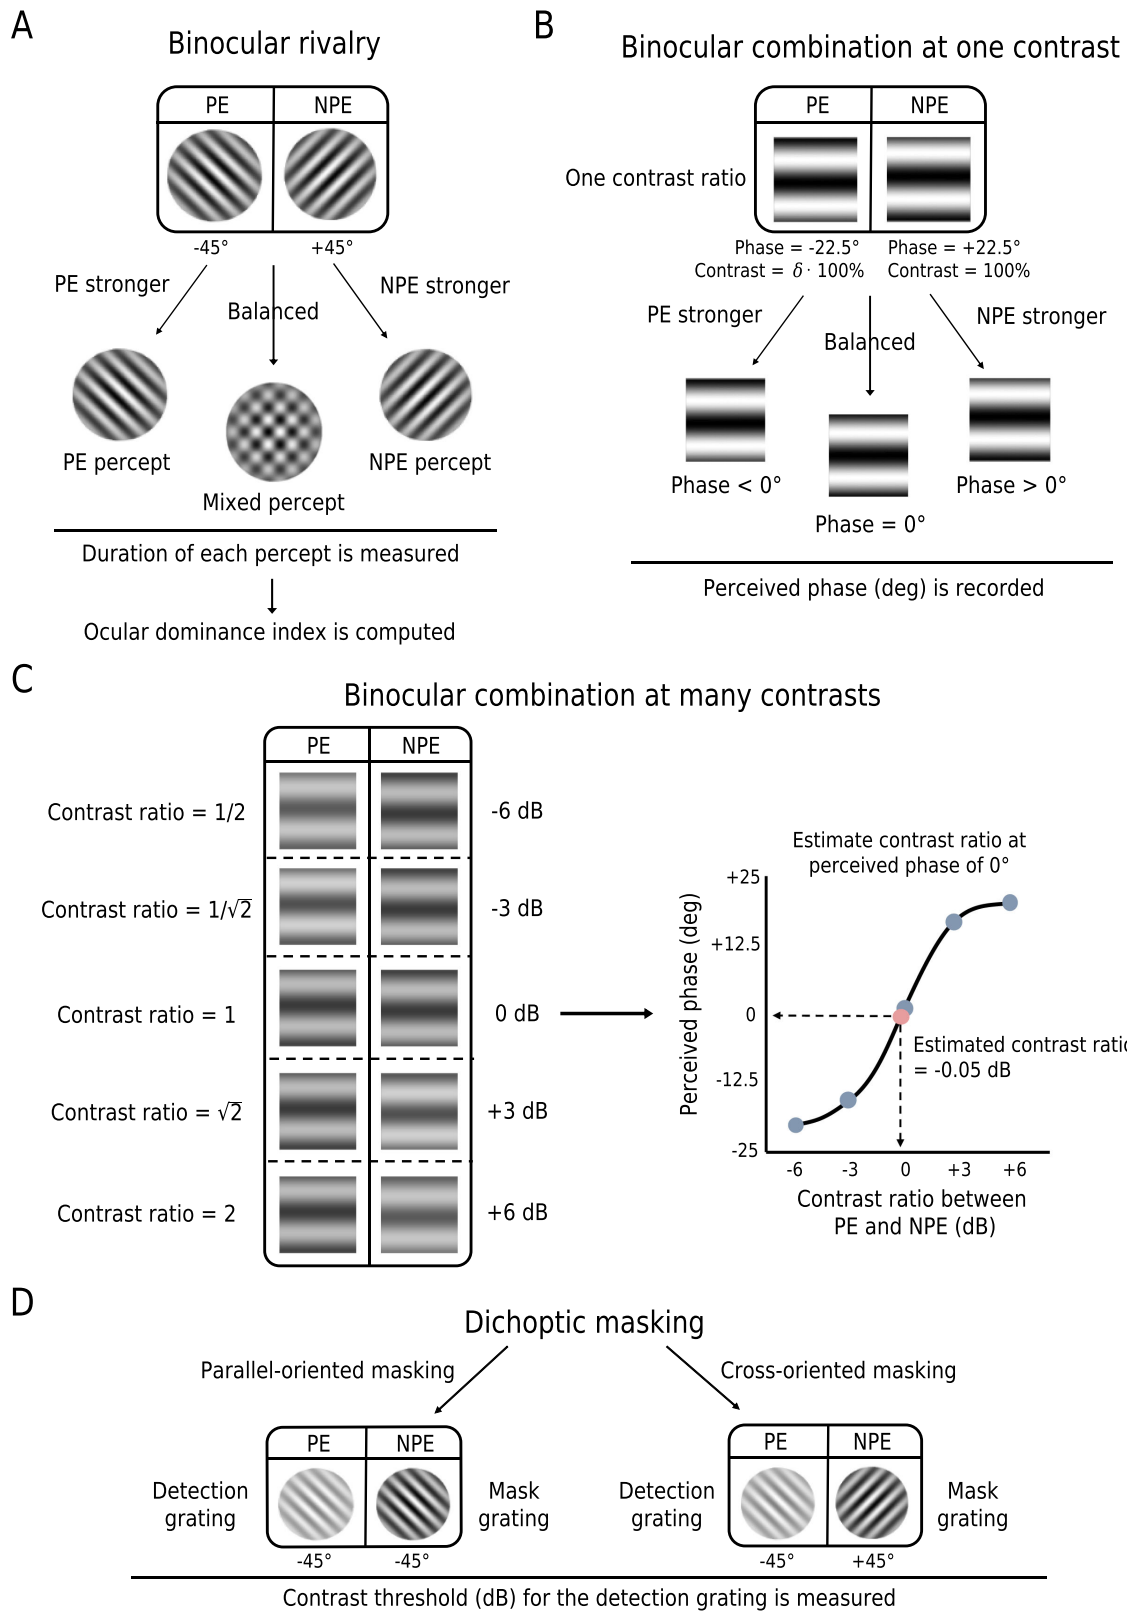 A
Binocular rivalry
PE NPE
-45° +45°
PE stronger
Balanced
NPE stronger
PE percept
Mixed percept
NPE percept
Duration of each percept is measured
Ocular dominance index is computed
B
Binocular combination at one contrast
PE NPE
One contrast ratio
Phase = -22.5° Phase = +22.5°
Contrast = δ · 100% Contrast = 100%
PE stronger
Balanced
NPE stronger
Phase < 0°
Phase = 0°
Phase > 0°
Perceived phase (deg) is recorded
C
Binocular combination at many contrasts
PE NPE
Contrast ratio = 1/2 -6 dB
Contrast ratio = 1/√2 -3 dB
Contrast ratio = 1 0 dB
Contrast ratio = √2 +3 dB
Contrast ratio = 2 +6 dB
Estimate contrast ratio at
perceived phase of 0°
Perceived phase (deg)
+25
+12.5
0
-12.5
-25
Estimated contrast ratio
= -0.05 dB
-6 -3 0 +3 +6
Contrast ratio between
PE and NPE (dB)
D
Dichoptic masking
Parallel-oriented masking
PE NPE
Detection
grating
Mask
grating
-45° -45°
Cross-oriented masking
PE NPE
Detection
grating
Mask
grating
-45° +45°
Contrast threshold (dB) for the detection grating is measured